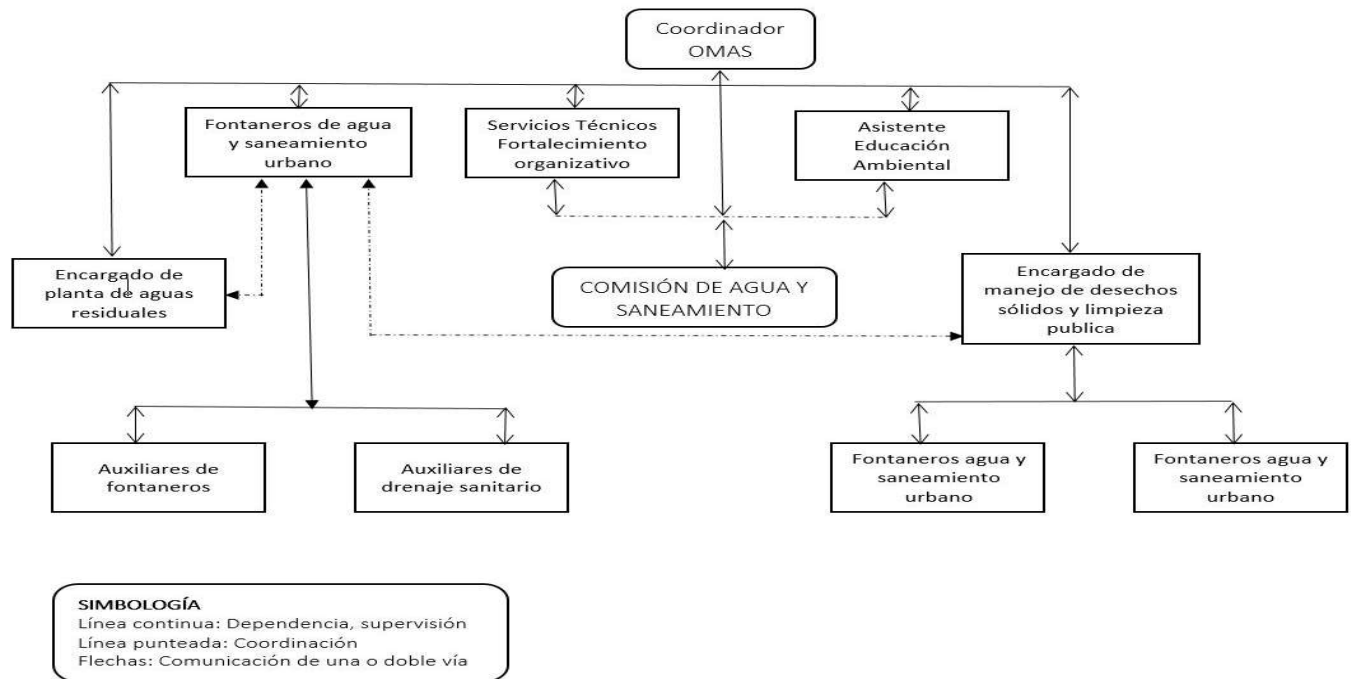 Coordinador
OMAS
Fontaneros de agua
y saneamiento
urbano
Servicios Técnicos
Fortalecimiento
organizativo
Asistente
Educación
Ambiental
Encargado de
planta de aguas
residuales
COMISIÓN DE AGUA Y
SANEAMIENTO
Encargado de
manejo de desechos
sólidos y limpieza
publica
Auxiliares de
fontaneros
Auxiliares de
drenaje sanitario
Fontaneros agua y
saneamiento
urbano
Fontaneros agua y
saneamiento
urbano
SIMBOLOGÍA
Línea continua: Dependencia, supervisión
Línea punteada: Coordinación
Flechas: Comunicación de una o doble vía